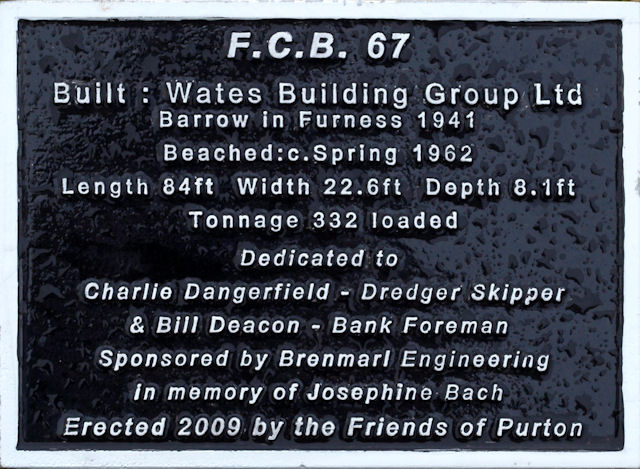 F.C.B. 67
Built : Wates Building Group Ltd
Barrow in Furness 1941
Beached:c.Spring 1962
Length 84ft Width 22.6ft Depth 8.1ft
Tonnage 332 loaded
Dedicated to
Charlie Dangerfield - Dredger Skipper
& Bill Deacon - Bank Foreman
Sponsored by Brenmarl Engineering
in memory of Josephine Bach
Erected 2009 by the Friends of Purton